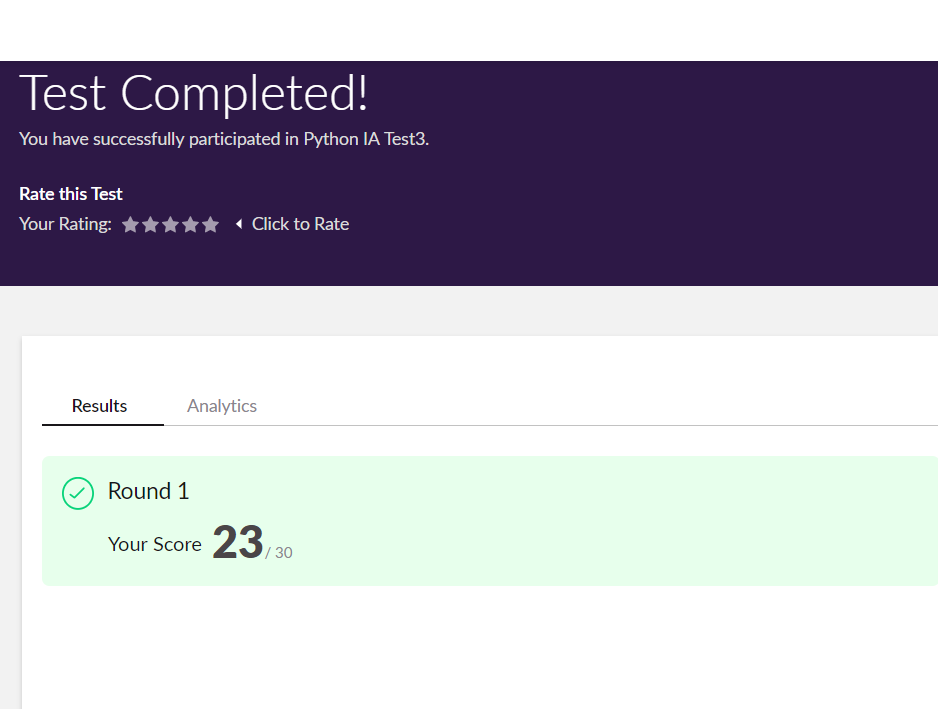 Test Completed!
You have successfully participated in Python IA Test3.
Rate this Test
Your Rating: Click to Rate
Results Analytics
Round 1
Your Score 23 / 30